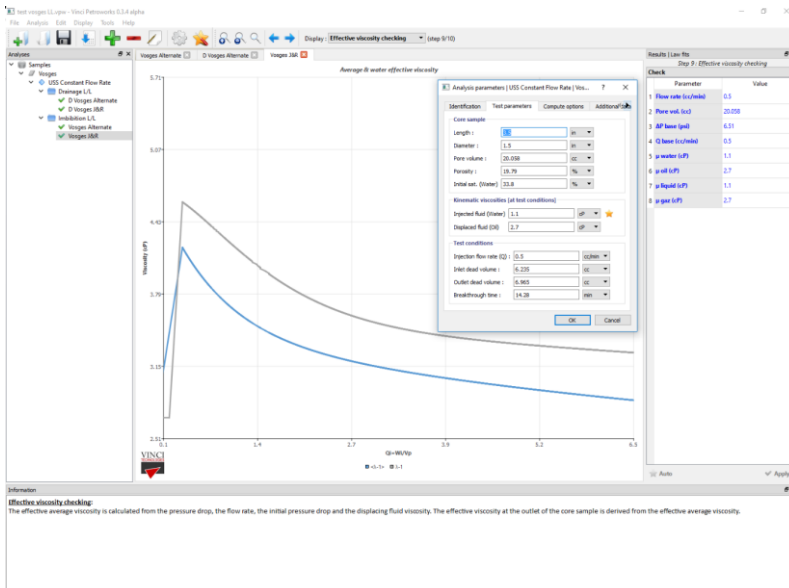 test vosges LL.vpw - Vinci Petroworks 0.3.4 alpha
File Analysis Edit Display Tools Help
Display : Effective viscosity checking (step 9/10)
Analyses
Samples
Vosges
USS Constant Flow Rate
Drainage L/L
D Vosges Alternate
D Vosges J&R
Imbibition L/L
Vosges Alternate
Vosges J&R
Vosges Alternate D Vosges Alternate Vosges J&R
Average & water effective viscosity
5.71
5.07
4.43
3.79
3.15
2.51
Viscosity (cP)
0.1 1.4 2.7 3.9 5.2 6.5
Qi=Wi/Vp
<λ-1> λ-1
VINCI
Analysis parameters | USS Constant Flow Rate | Vos... ? X
Identification Test parameters Compute options Additional data
Core sample
Length : 3.5 in
Diameter : 1.5 in
Pore volume : 20.058 cc
Porosity : 19.79 %
Initial sat. (Water) 33.8 %
Kinematic viscosities (at test conditions)
Injected fluid (Water) 1.1 cP
Displaced fluid (Oil) 2.7 cP
Test conditions
Injection flow rate (Q) : 0.5 cc/min
Inlet dead volume : 6.235 cc
Outlet dead volume : 6.965 cc
Breakthrough time : 14.28 min
OK Cancel
Results | Law fits
Step 9 : Effective viscosity checking
Check
Parameter Value
1 Flow rate (cc/min) 0.5
2 Pore vol. (cc) 20.058
3 ΔP base (psi) 6.51
4 Q base (cc/min) 0.5
5 μ water (cP) 1.1
6 μ oil (cP) 2.7
7 μ liquid (cP) 1.1
8 μ gaz (cP) 2.7
Auto Apply
Information
Effective viscosity checking:
The effective average viscosity is calculated from the pressure drop, the flow rate, the initial pressure drop and the displacing fluid viscosity. The effective viscosity at the outlet of the core sample is derived from the effective average viscosity.